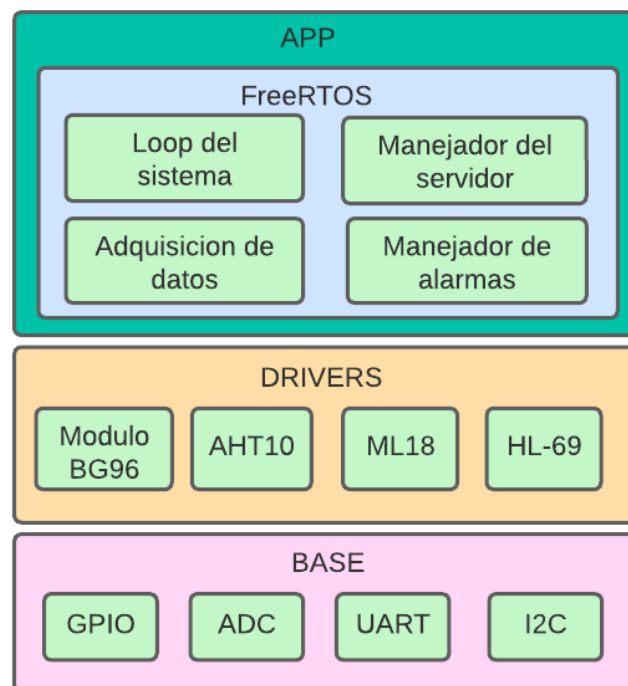 APP
FreeRTOS
Loop del
sistema
Manejador del
servidor
Adquisicion de
datos
Manejador de
alarmas
DRIVERS
Modulo
BG96
AHT10
ML18
HL-69
BASE
GPIO
ADC
UART
I2C